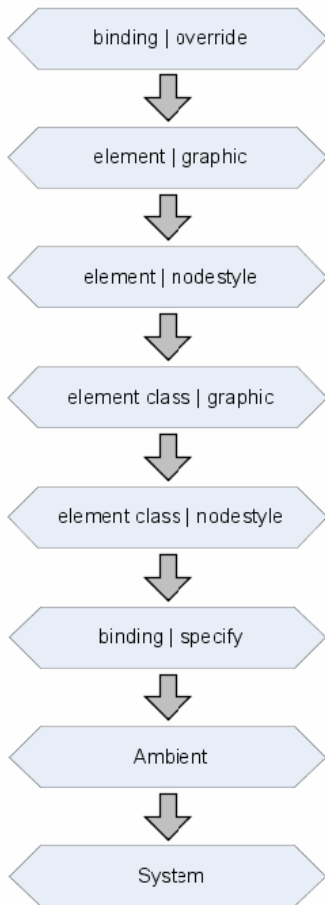 binding | override
element | graphic
element | nodestyle
element class | graphic
element class | nodestyle
binding | specify
Ambient
System